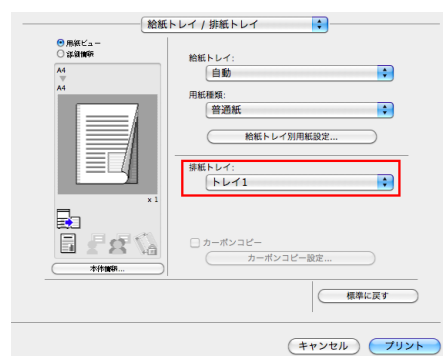 給紙トレイ / 排紙トレイ
用紙ビュー
詳細情報
A4
A4
x 1
本体情報...
給紙トレイ:
自動
用紙種類:
普通紙
給紙トレイ別用紙設定...
排紙トレイ:
トレイ1
カーボンコピー
カーボンコピー設定...
標準に戻す
キャンセル
プリント